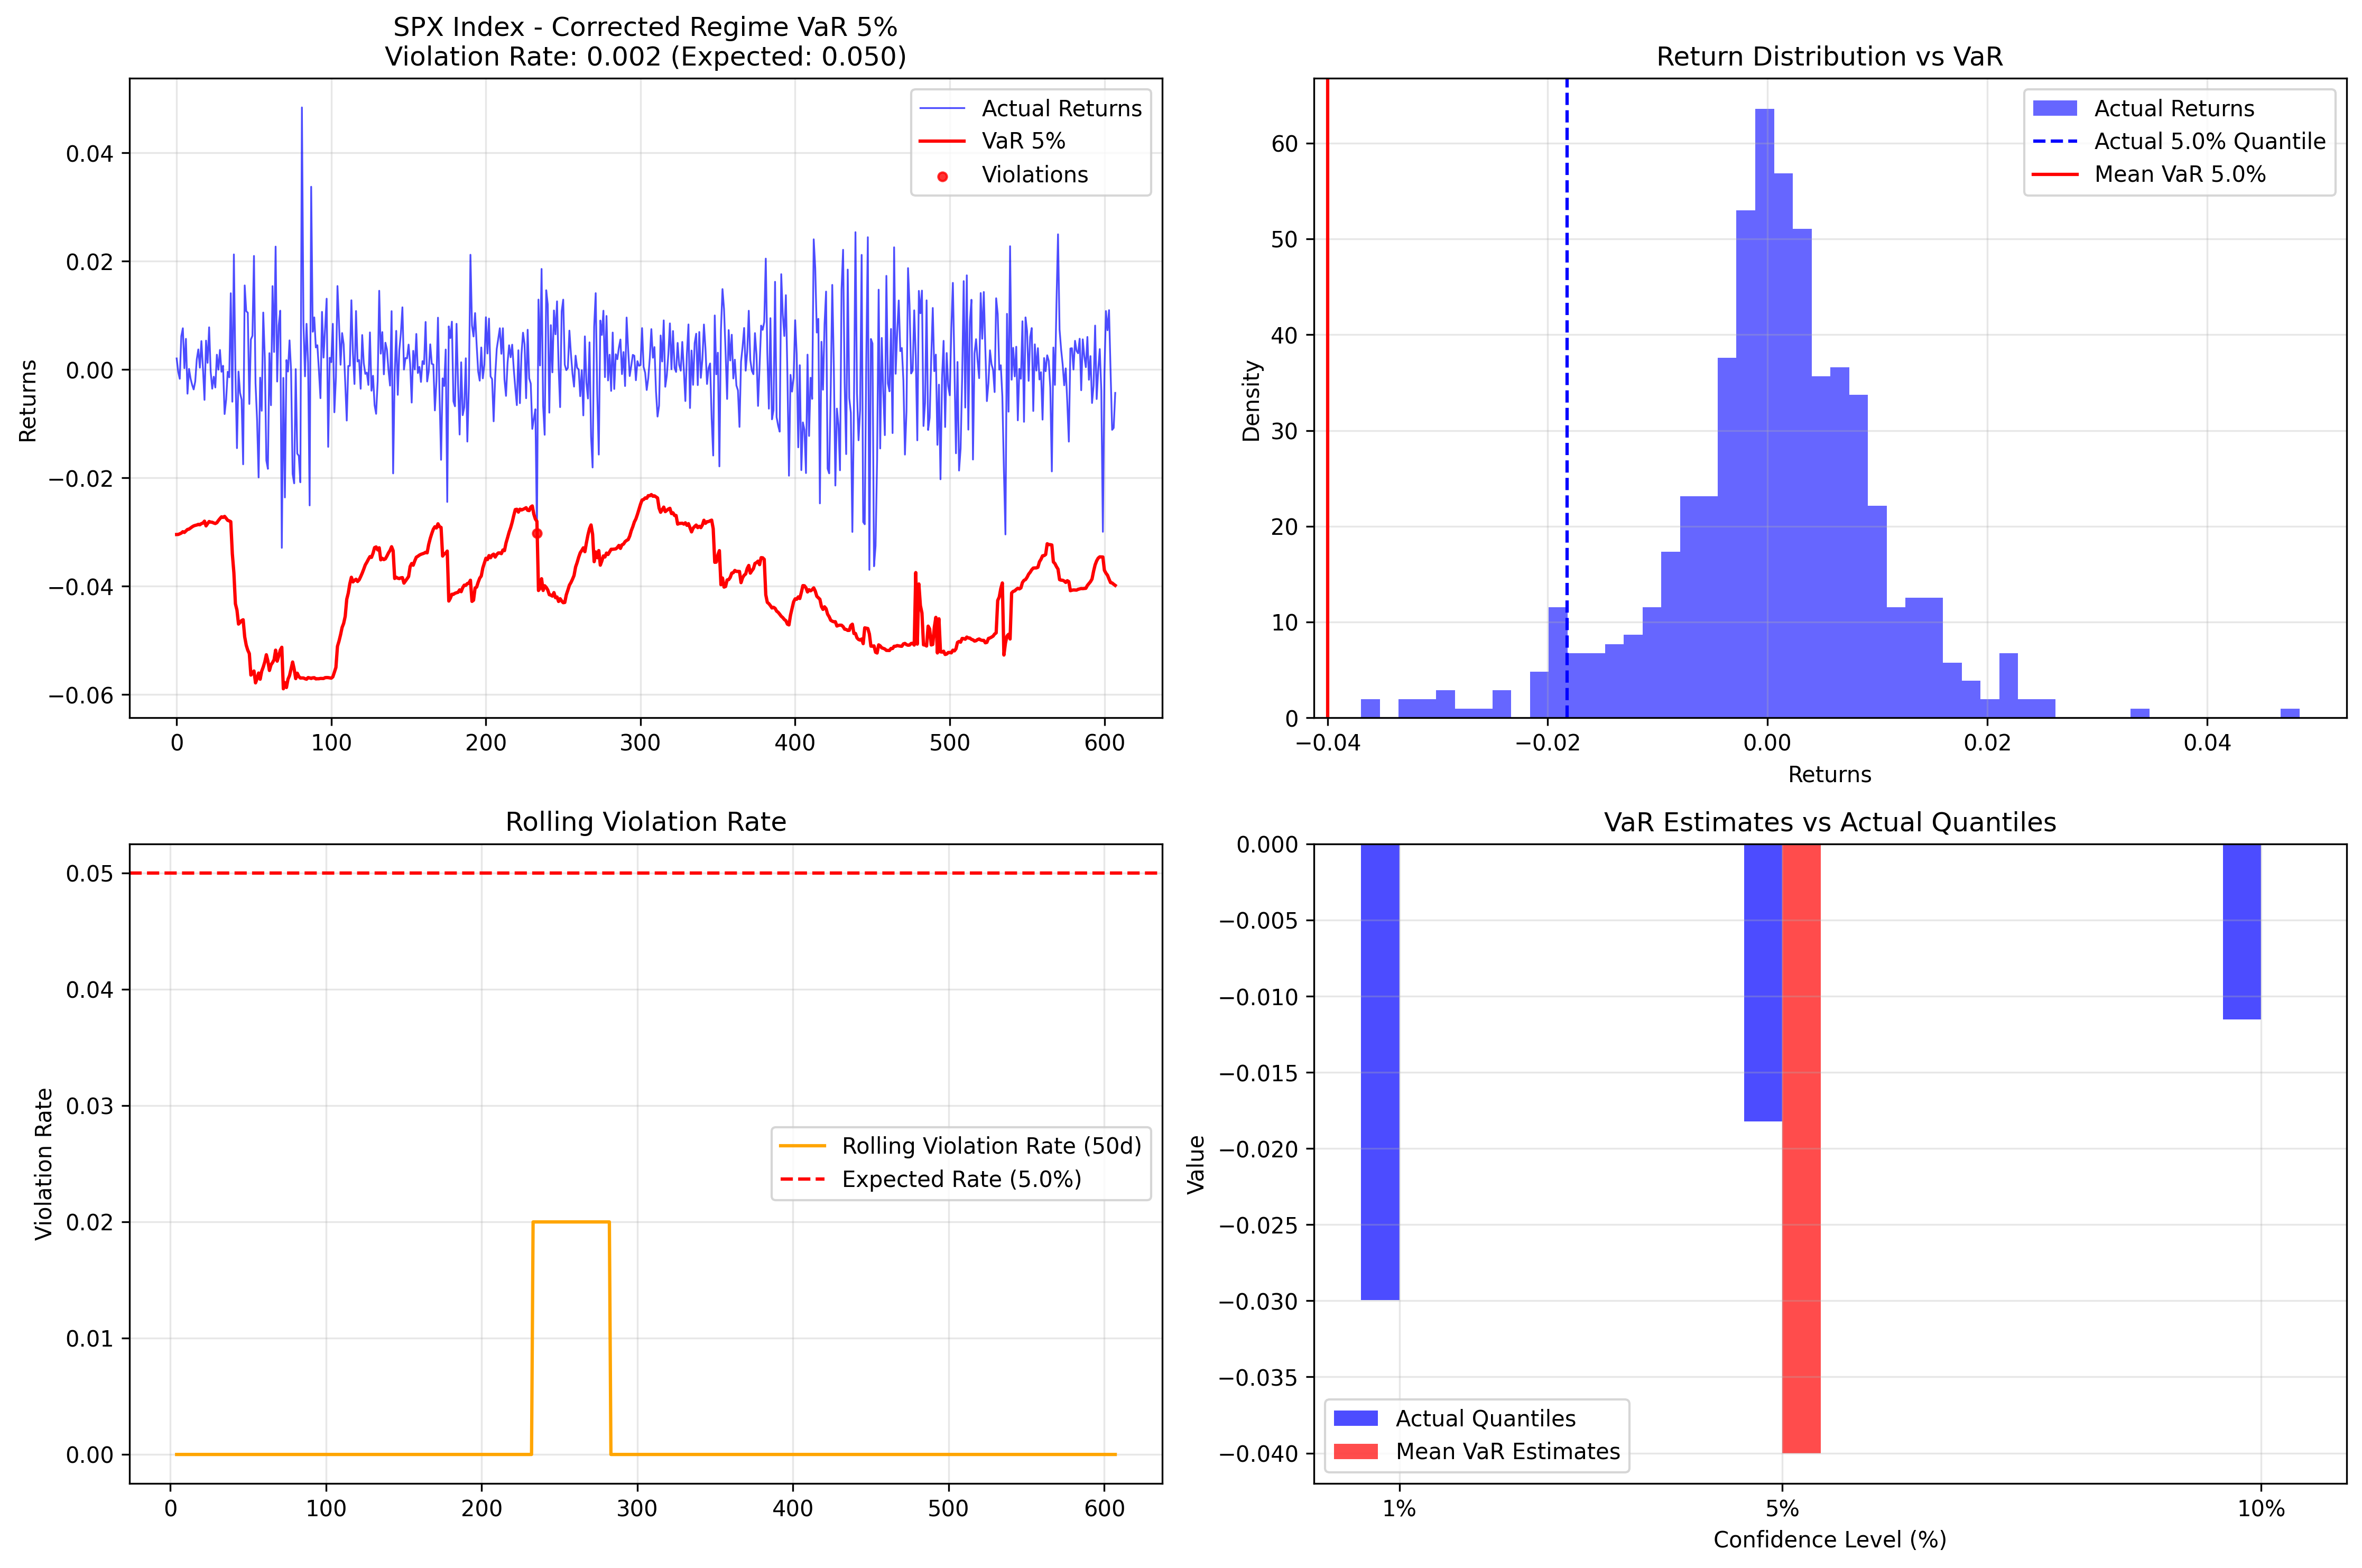 SPX Index - Corrected Regime VaR 5%
Violation Rate: 0.002 (Expected: 0.050)
Actual Returns
VaR 5%
Violations
0.04
0.02
0.00
−0.02
−0.04
−0.06
Returns
0
100
200
300
400
500
600
Return Distribution vs VaR
Actual Returns
Actual 5.0% Quantile
Mean VaR 5.0%
60
50
40
30
20
10
0
Density
−0.04
−0.02
0.00
0.02
0.04
Returns
Rolling Violation Rate
0.05
0.04
0.03
0.02
0.01
0.00
Violation Rate
Rolling Violation Rate (50d)
Expected Rate (5.0%)
0
100
200
300
400
500
600
VaR Estimates vs Actual Quantiles
0.000
−0.005
−0.010
−0.015
−0.020
−0.025
−0.030
−0.035
−0.040
Value
Actual Quantiles
Mean VaR Estimates
1%
5%
10%
Confidence Level (%)